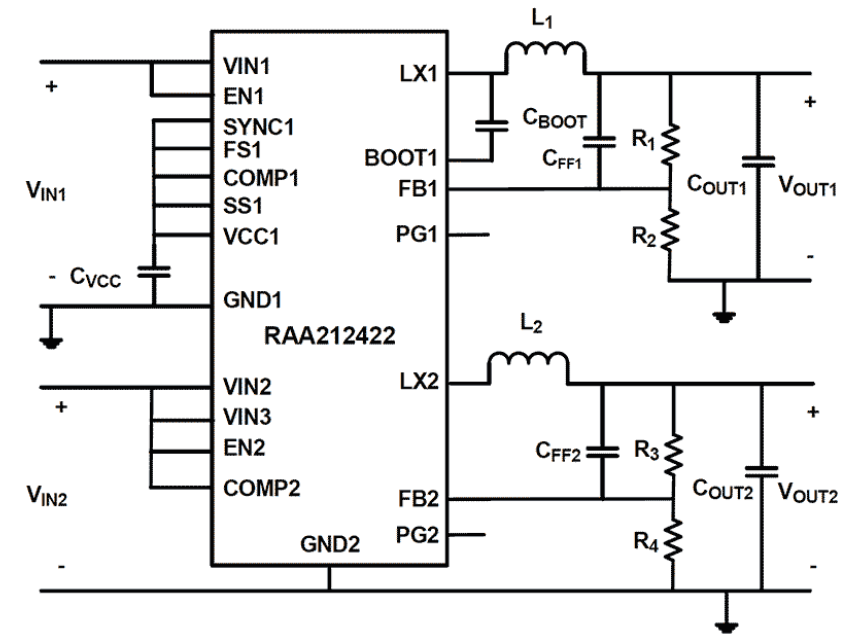 L1
VIN1
LX1
+
EN1
+
SYNC1
CBOOT
R1
FS1
BOOT1
CFF1
COMP1
VIN1
FB1
COUT1
VOUT1
SS1
VCC1
PG1
R2
-
CVCC
-
GND1
RAA212422
L2
VIN2
LX2
+
+
VIN3
EN2
CFF2
R3
COMP2
COUT2
VOUT2
VIN2
FB2
PG2
R4
GND2
-
-